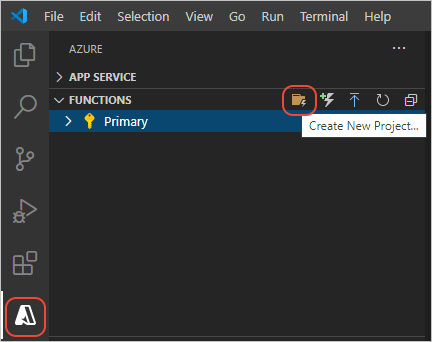 File Edit Selection View Go Run Terminal Help
AZURE
APP SERVICE
FUNCTIONS
Primary
Create New Project...